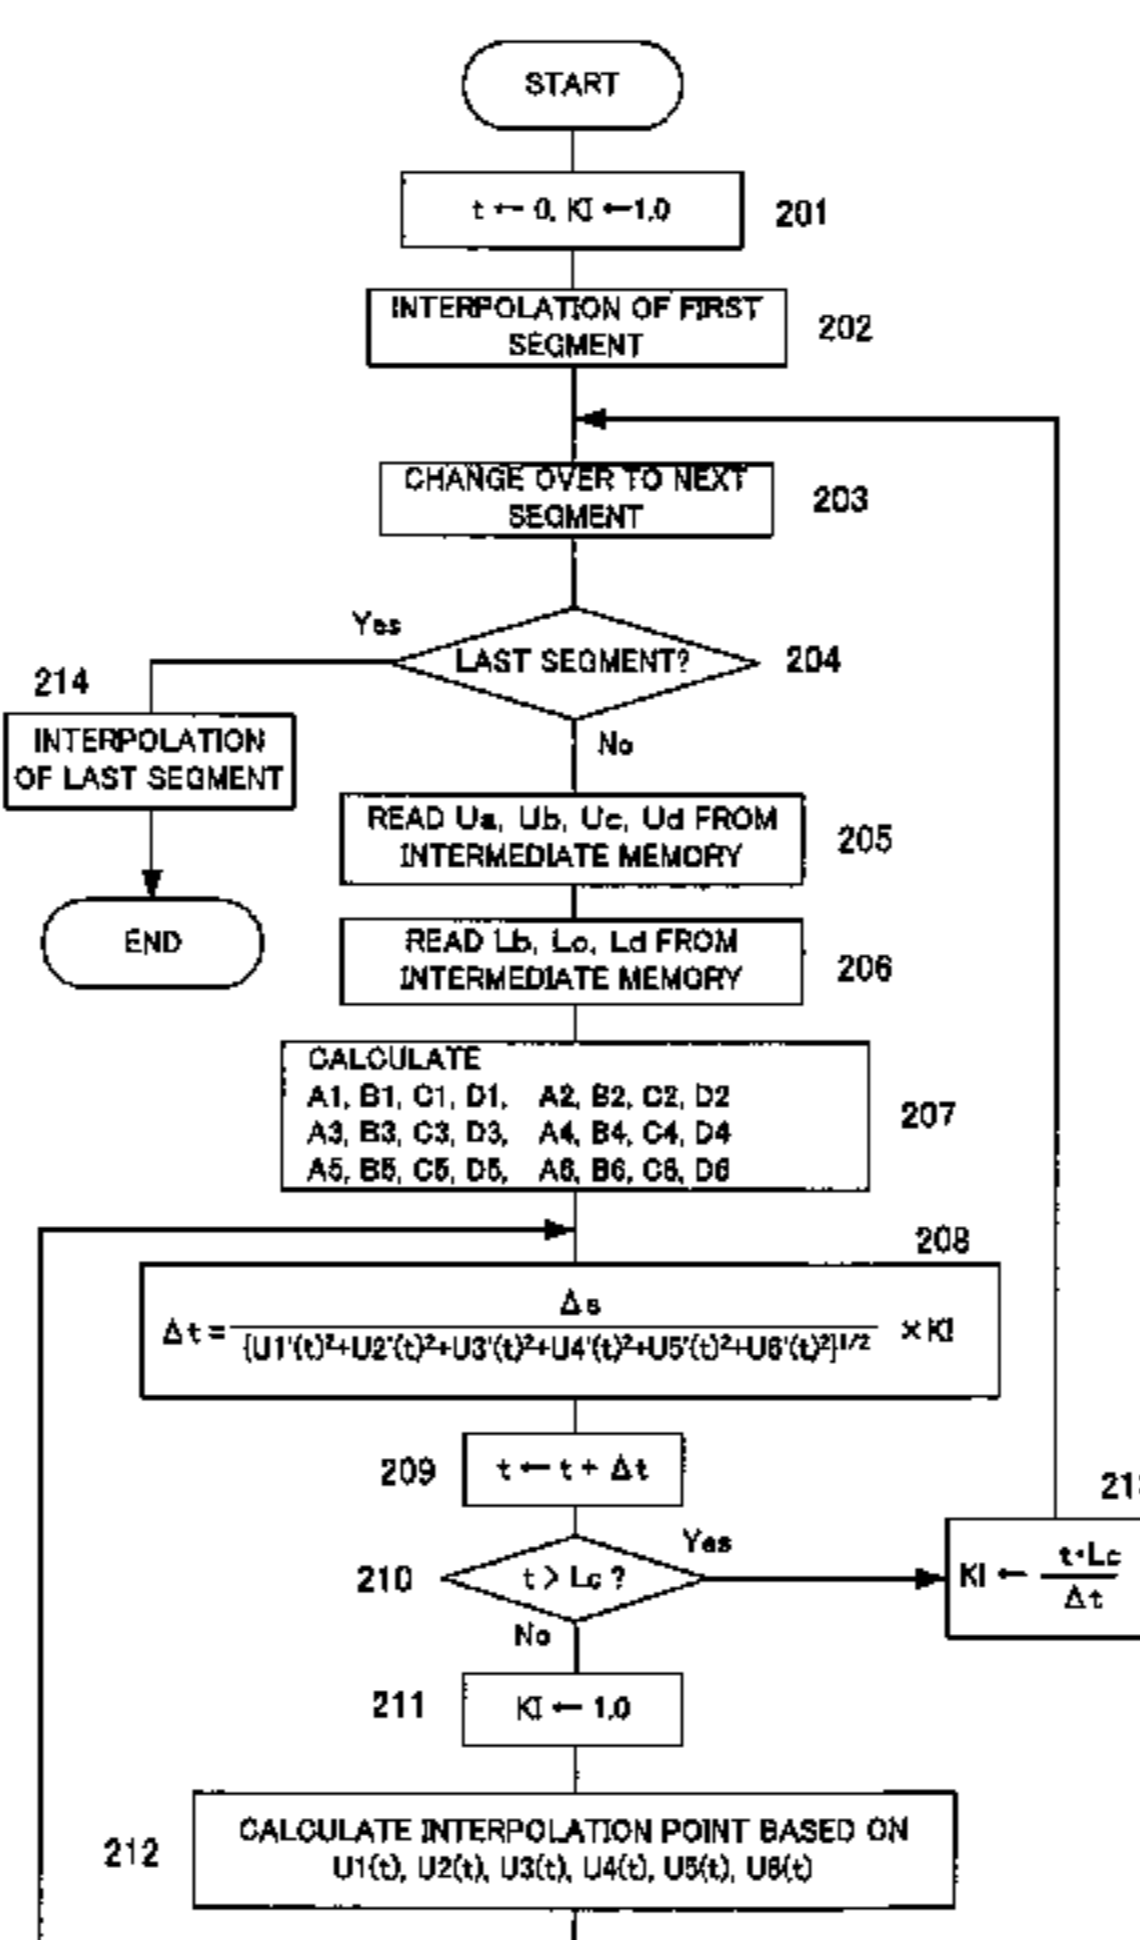 START
t ← 0, KI ← 1.0
201
INTERPOLATION OF FIRST
SEGMENT
202
CHANGE OVER TO NEXT
SEGMENT
203
Yes
LAST SEGMENT?
204
214
INTERPOLATION
OF LAST SEGMENT
No
END
READ Ua, Ub, Uc, Ud FROM
INTERMEDIATE MEMORY
205
READ Lb, Lc, Ld FROM
INTERMEDIATE MEMORY
206
CALCULATE
A1, B1, C1, D1, A2, B2, C2, D2
A3, B3, C3, D3, A4, B4, C4, D4
A5, B5, C5, D5, A6, B6, C6, D6
207
208
Δs
Δt = ─ × KI
{U1'(t)²+U2'(t)²+U3'(t)²+U4'(t)²+U5'(t)²+U6'(t)²}^1/2
209
t ← t + Δt
210
t > Lc ?
Yes
No
KI ← t-Lc
Δt
211
KI ← 1.0
212
CALCULATE INTERPOLATION POINT BASED ON
U1(t), U2(t), U3(t), U4(t), U5(t), U6(t)